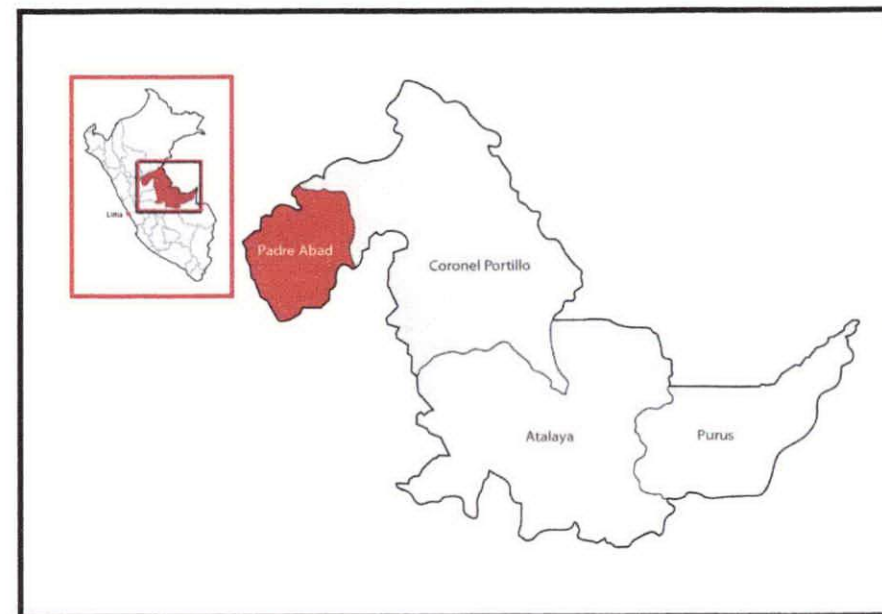 Lima
Padre Abad
Coronel Portillo
Atalaya
Purus